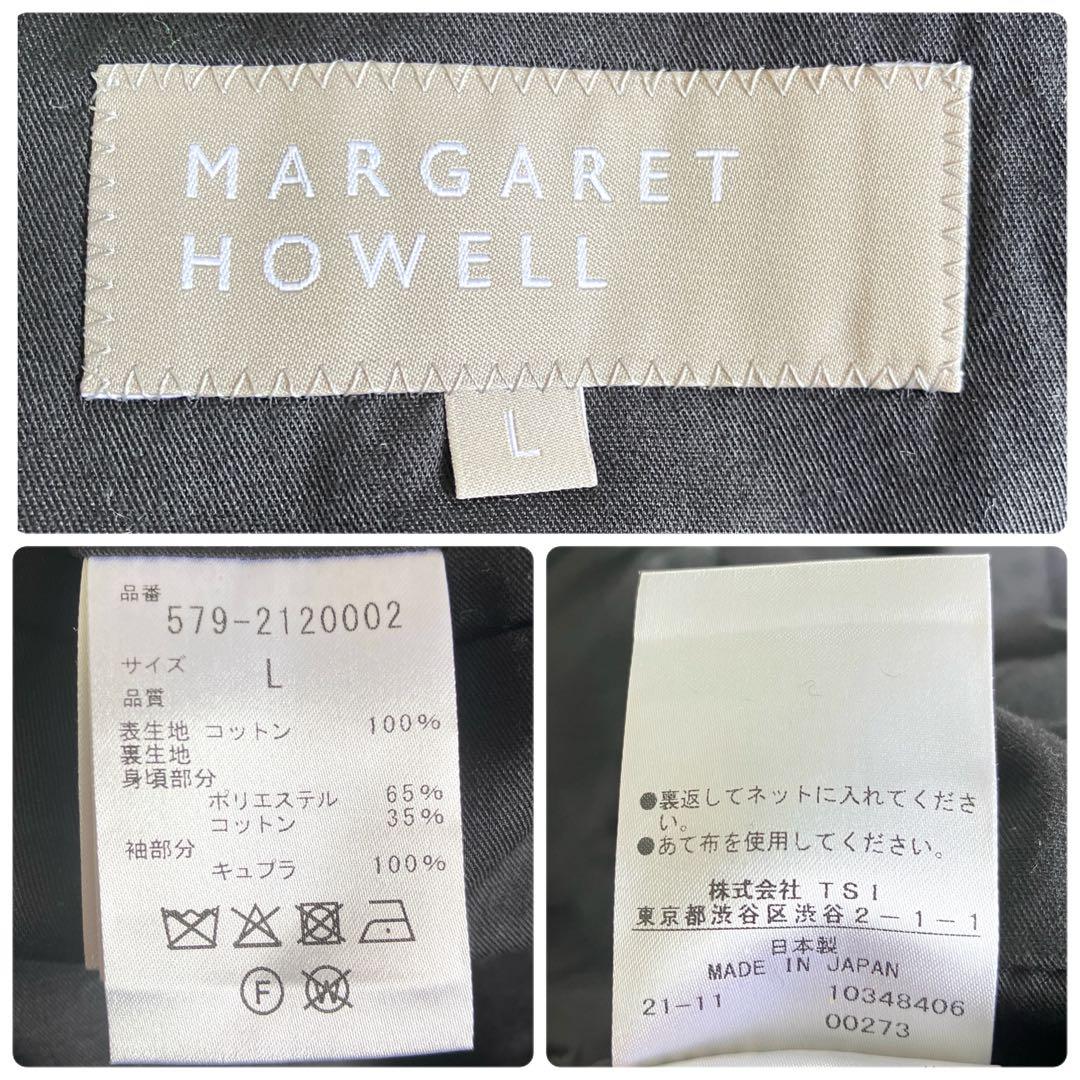 MARGARET
HOWELL
L
品番
579-2120002
サイズ L
品質
表生地 コットン 100%
裏生地
身頃部分
ポリエステル 65%
コットン 35%
袖部分
キュプラ 100%
F
W
●裏返してネットに入れてくださ
い。
●あて布を使用してください。
株式会社 TSI
東京都渋谷区渋谷2-1-1
日本製
MADE IN JAPAN
21-11 10348406
00273